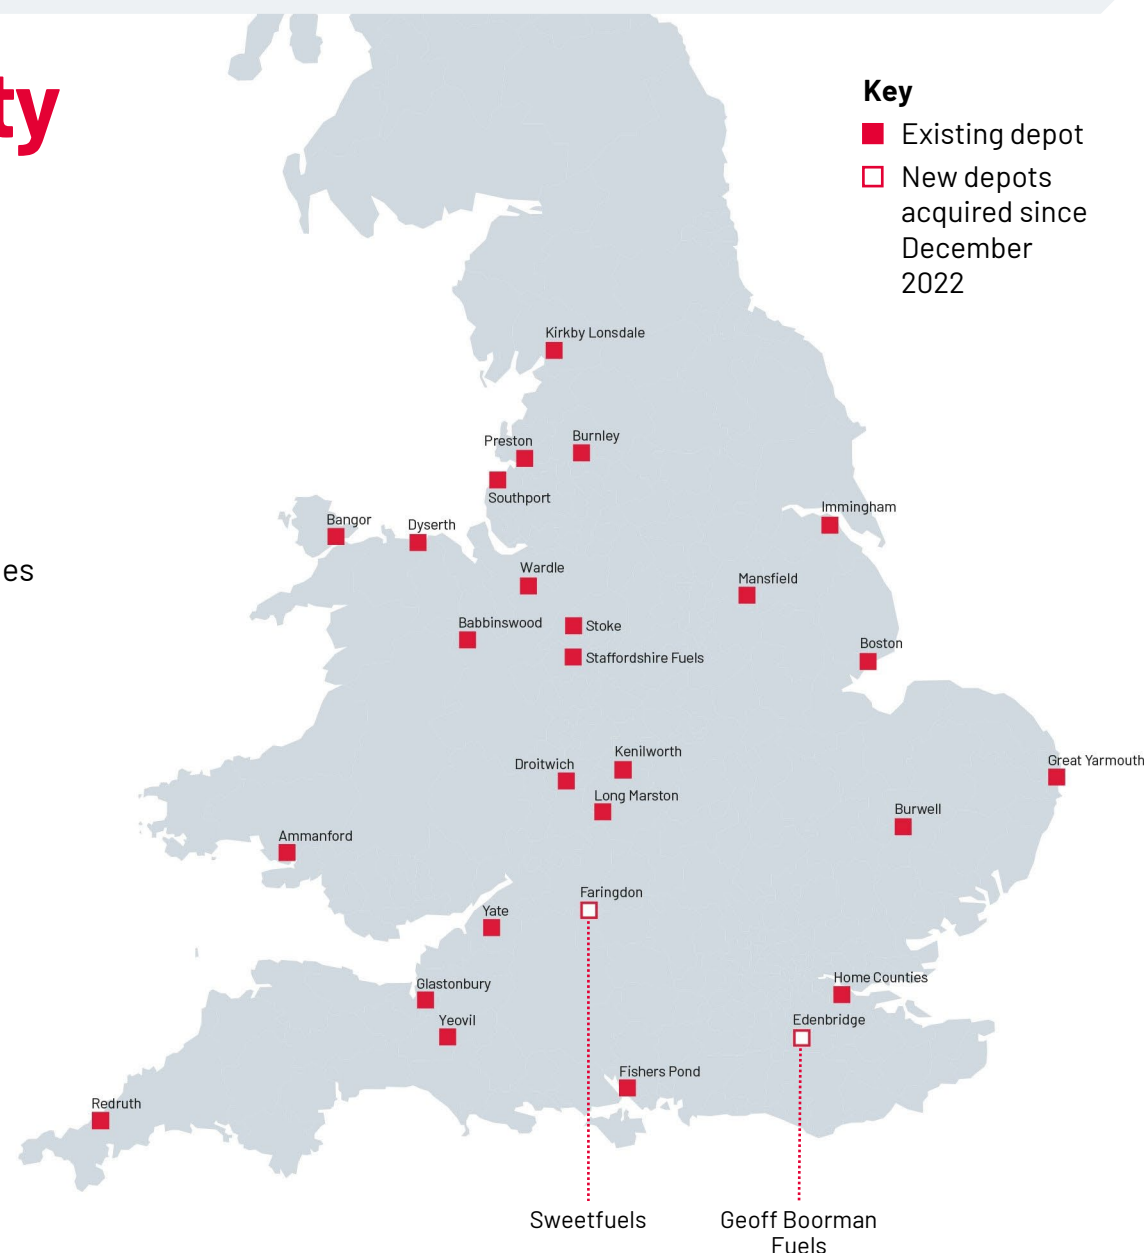 ty
Key
Existing depot
New depots
acquired since
December
2022
es
Kirkby Lonsdale
Preston
Burnley
Southport
Bangor
Dyserth
Immingham
Wardle
Mansfield
Babbinswood
Stoke
Boston
Staffordshire Fuels
Kenilworth
Droitwich
Great Yarmouth
Long Marston
Burwell
Ammanford
Faringdon
Yate
Glastonbury
Home Counties
Yeovil
Edenbridge
Fishers Pond
Redruth
Sweetfuels
Geoff Boorman
Fuels